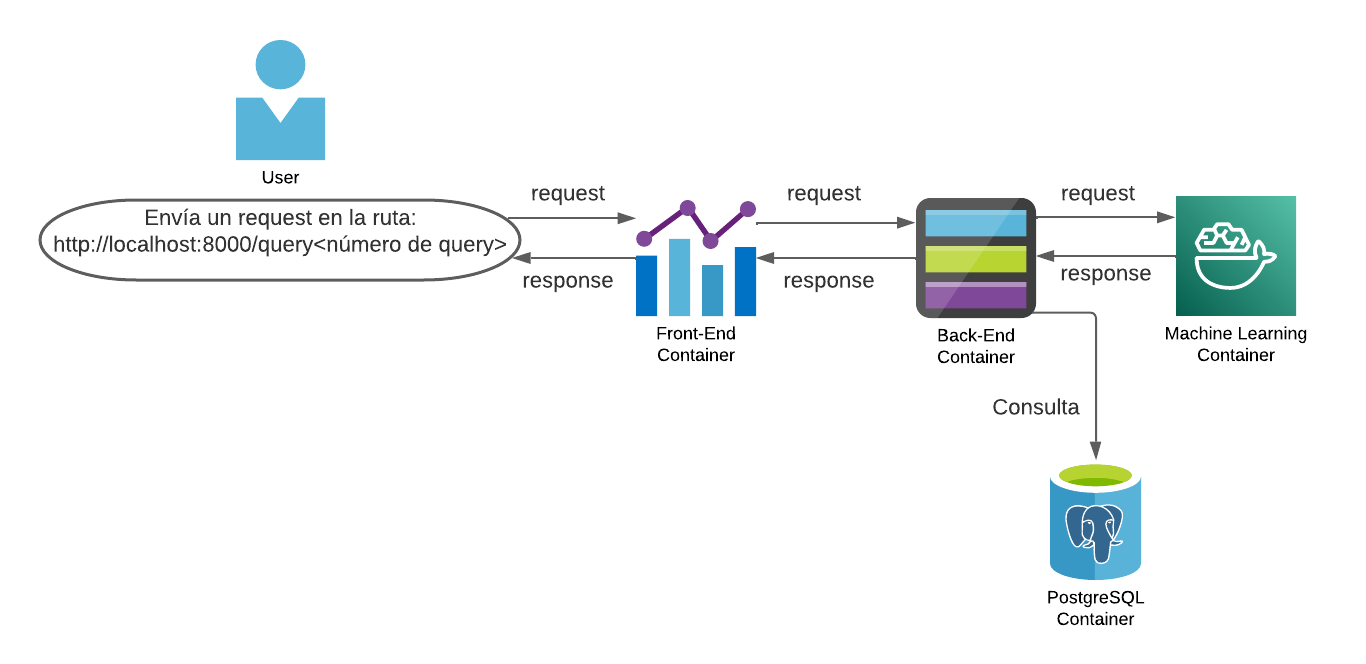 User
Envía un request en la ruta:
http://localhost:8000/query<número de query>
request
response
Front-End
Container
request
response
Back-End
Container
request
response
Machine Learning
Container
Consulta
PostgreSQL
Container